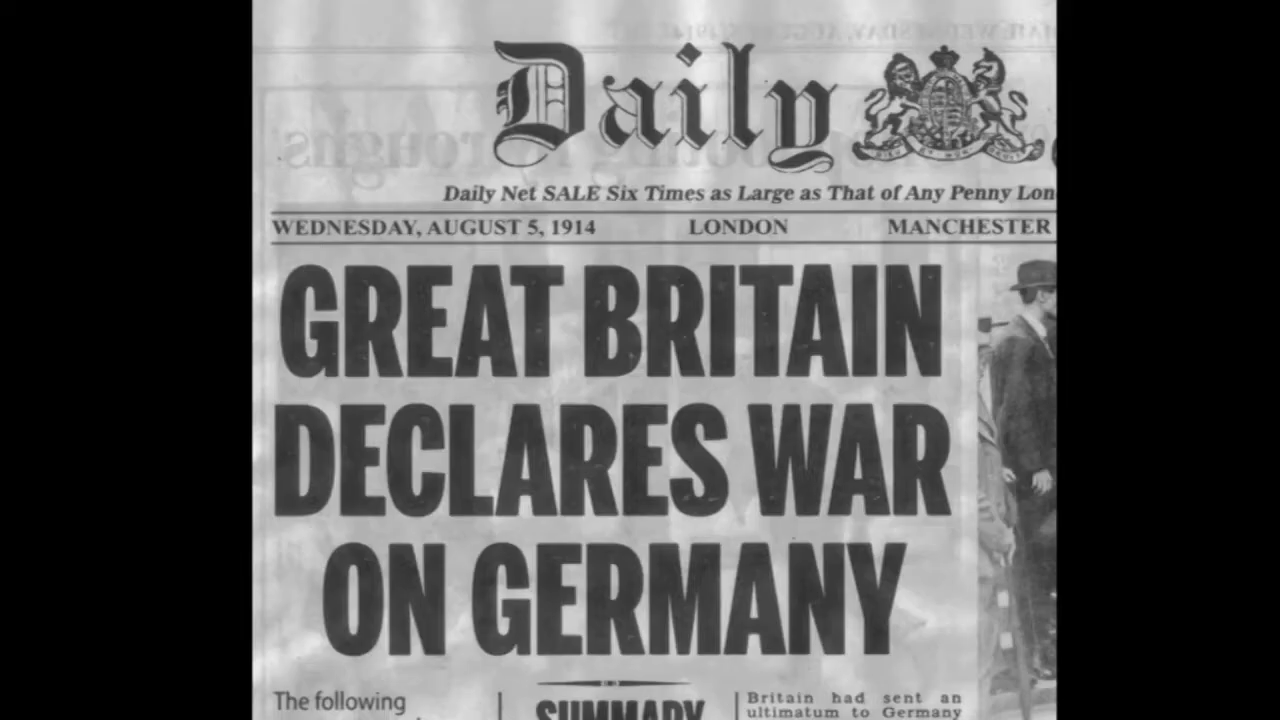 Daily
Daily Net SALE Six Times as Large as That of Any Penny Lon
WEDNESDAY, AUGUST 5, 1914 LONDON MANCHESTER
GREAT BRITAIN
DECLARES WAR
ON GERMANY
The following
SUMMARY
Britain had sent an
ultimatum to Germany